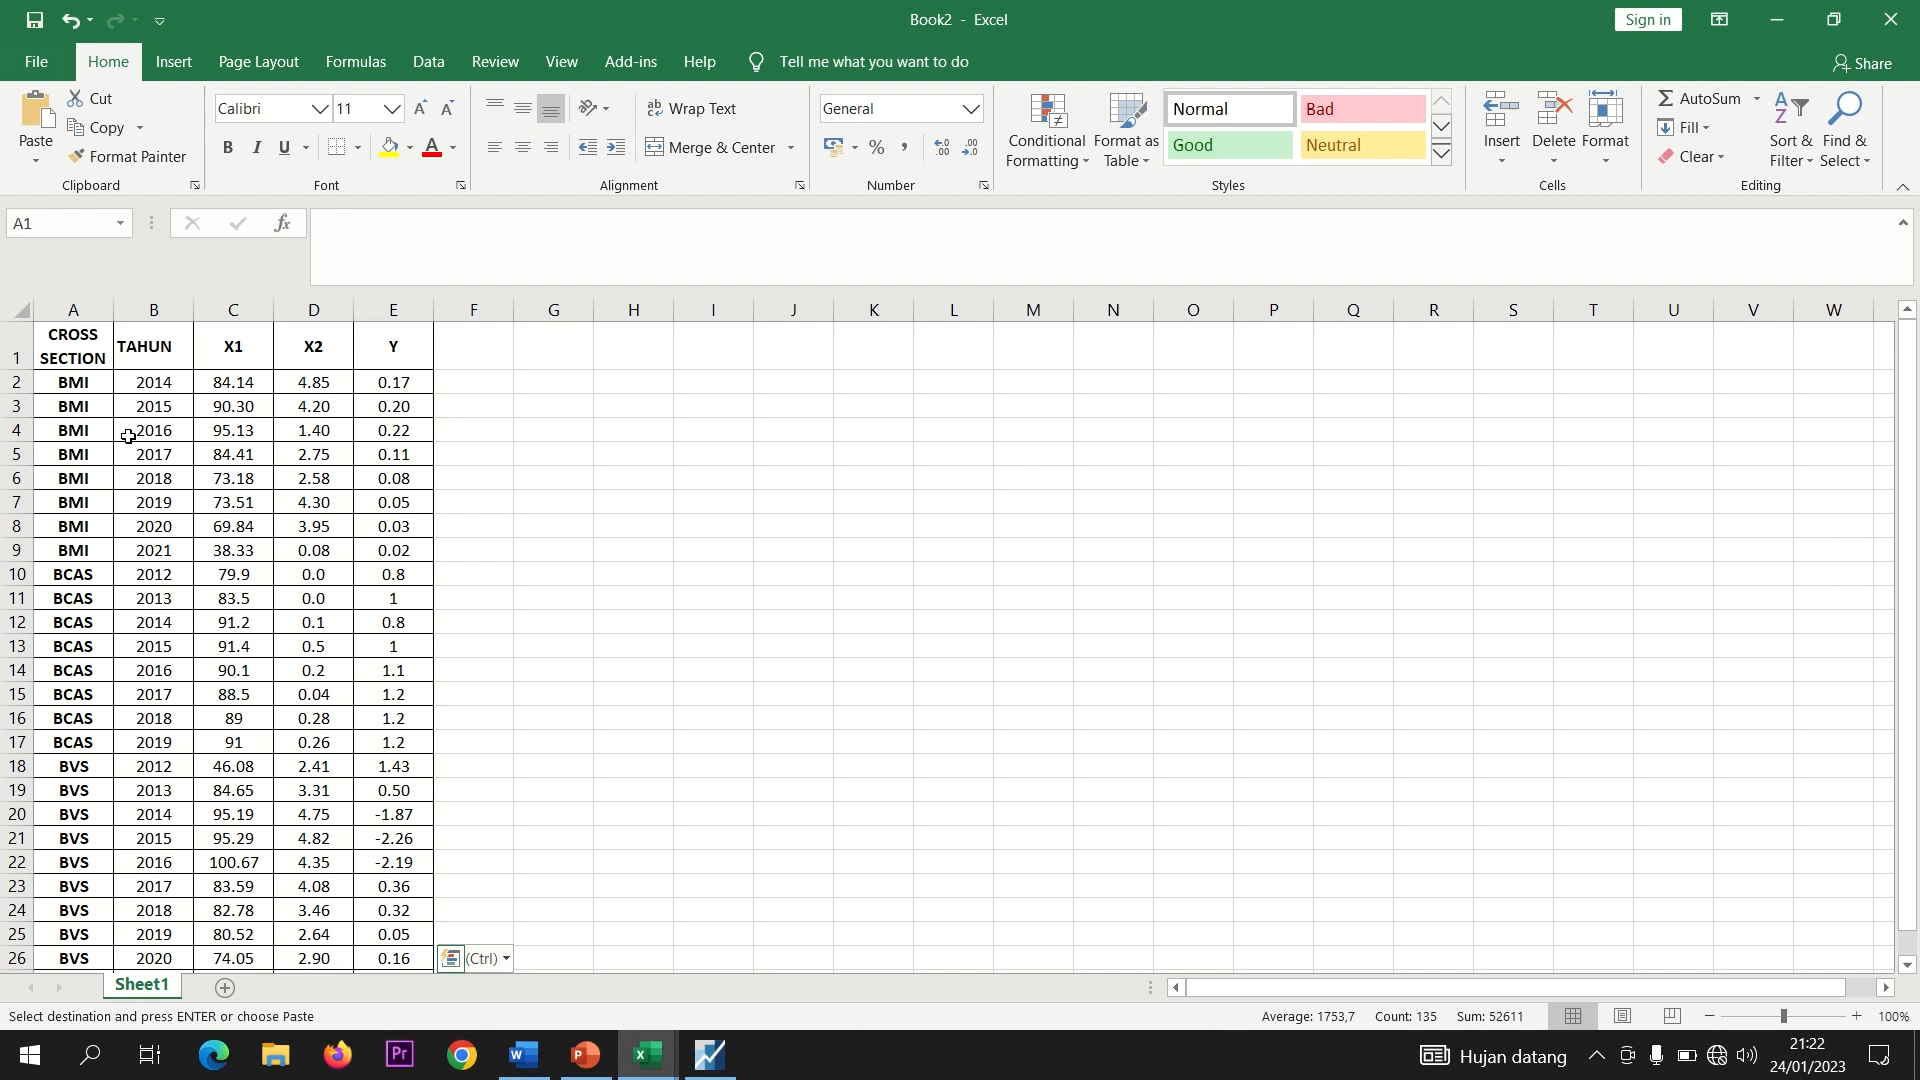 Book2 - Excel
Sign in
File Home Insert Page Layout Formulas Data Review View Add-ins Help Tell me what you want to do Share
Paste
Cut
Copy
Format Painter
Clipboard
Calibri 11
B I U
Font
Wrap Text
Merge & Center
Alignment
General
Number
Conditional Formatting
Format as Table
Normal Bad
Good Neutral
Styles
Insert Delete Format
Cells
AutoSum
Fill
Clear
Sort & Filter
Find & Select
Editing
A1
fx
A B C D E F G H I J K L M N O P Q R S T U V W
1 CROSS SECTION TAHUN X1 X2 Y
2 BMI 2014 84.14 4.85 0.17
3 BMI 2015 90.30 4.20 0.20
4 BMI 2016 95.13 1.40 0.22
5 BMI 2017 84.41 2.75 0.11
6 BMI 2018 73.18 2.58 0.08
7 BMI 2019 73.51 4.30 0.05
8 BMI 2020 69.84 3.95 0.03
9 BMI 2021 38.33 0.08 0.02
10 BCAS 2012 79.9 0.0 0.8
11 BCAS 2013 83.5 0.0 1
12 BCAS 2014 91.2 0.1 0.8
13 BCAS 2015 91.4 0.5 1
14 BCAS 2016 90.1 0.2 1.1
15 BCAS 2017 88.5 0.04 1.2
16 BCAS 2018 89 0.28 1.2
17 BCAS 2019 91 0.26 1.2
18 BVS 2012 46.08 2.41 1.43
19 BVS 2013 84.65 3.31 0.50
20 BVS 2014 95.19 4.75 -1.87
21 BVS 2015 95.29 4.82 -2.26
22 BVS 2016 100.67 4.35 -2.19
23 BVS 2017 83.59 4.08 0.36
24 BVS 2018 82.78 3.46 0.32
25 BVS 2019 80.52 2.64 0.05
26 BVS 2020 74.05 2.90 0.16
(Ctrl)
Sheet1
Select destination and press ENTER or choose Paste
Average: 1753,7 Count: 135 Sum: 52611
100%
Hujan datang
21:22
24/01/2023